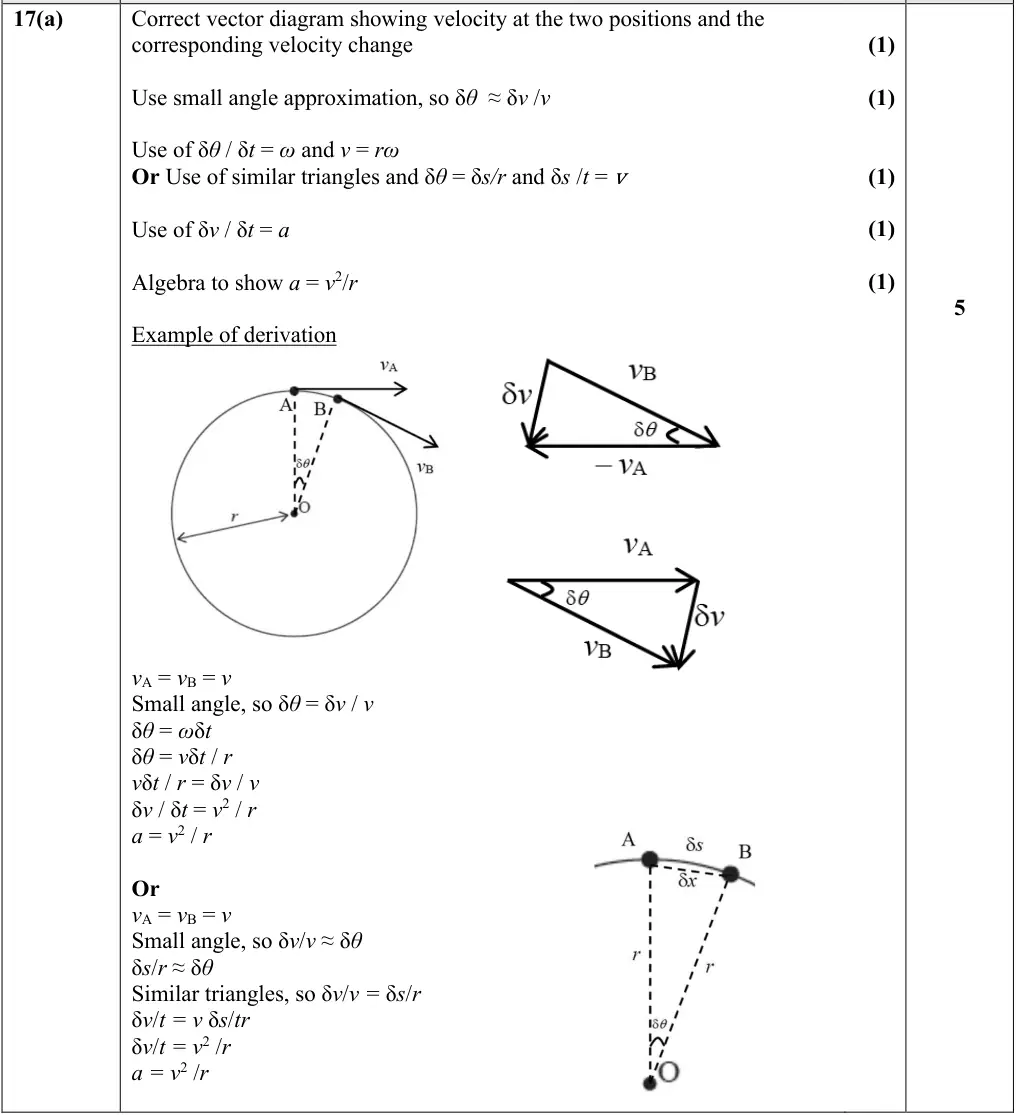 17(a)
Correct vector diagram showing velocity at the two positions and the
corresponding velocity change (1)
Use small angle approximation, so δθ ≈ δv /v (1)
Use of δθ / δt = ω and v = rω
Or Use of similar triangles and δθ = δs/r and δs /t = v (1)
Use of δv / δt = a (1)
Algebra to show a = v²/r (1)
5
Example of derivation
vA
A B
δθ
vB
O
r
vB
δv
δθ
– vA
vA
δθ
δv
vB
vA = vB = v
Small angle, so δθ = δv / v
δθ = ωδt
δθ = vδt / r
vδt / r = δv / v
δv / δt = v² / r
a = v² / r
A δs B
δx
r r
δθ
O
Or
vA = vB = v
Small angle, so δv/v ≈ δθ
δs/r ≈ δθ
Similar triangles, so δv/v = δs/r
δv/t = v δs/tr
δv/t = v² /r
a = v² /r